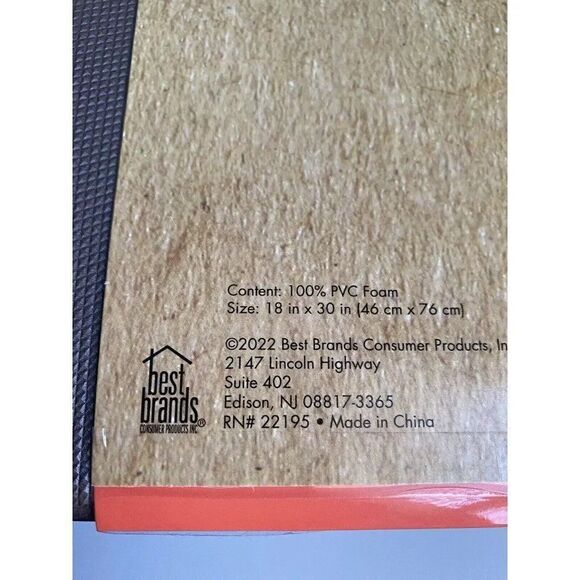 Content: 100% PVC Foam
Size: 18 in x 30 in (46 cm x 76 cm)
©2022 Best Brands Consumer Products, In
2147 Lincoln Highway
Suite 402
Edison, NJ 08817-3365
RN# 22195 • Made in China
best
brands®
CONSUMER PRODUCTS INC